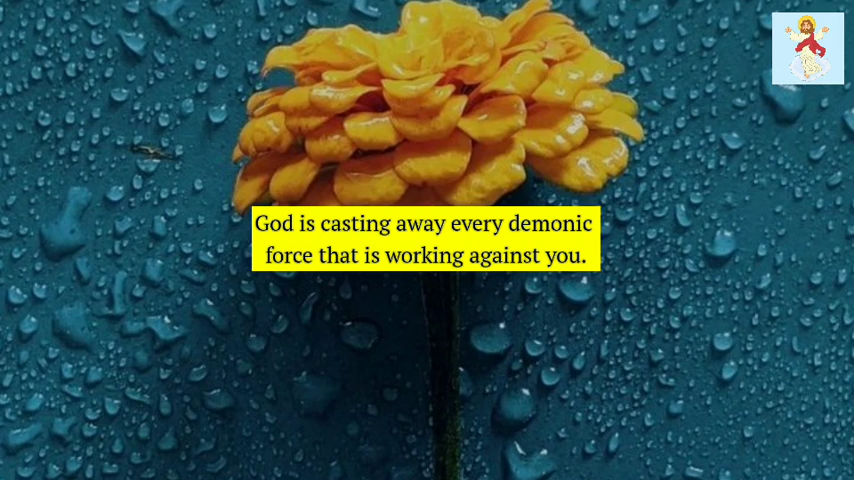 God is casting away every demonic
force that is working against you.